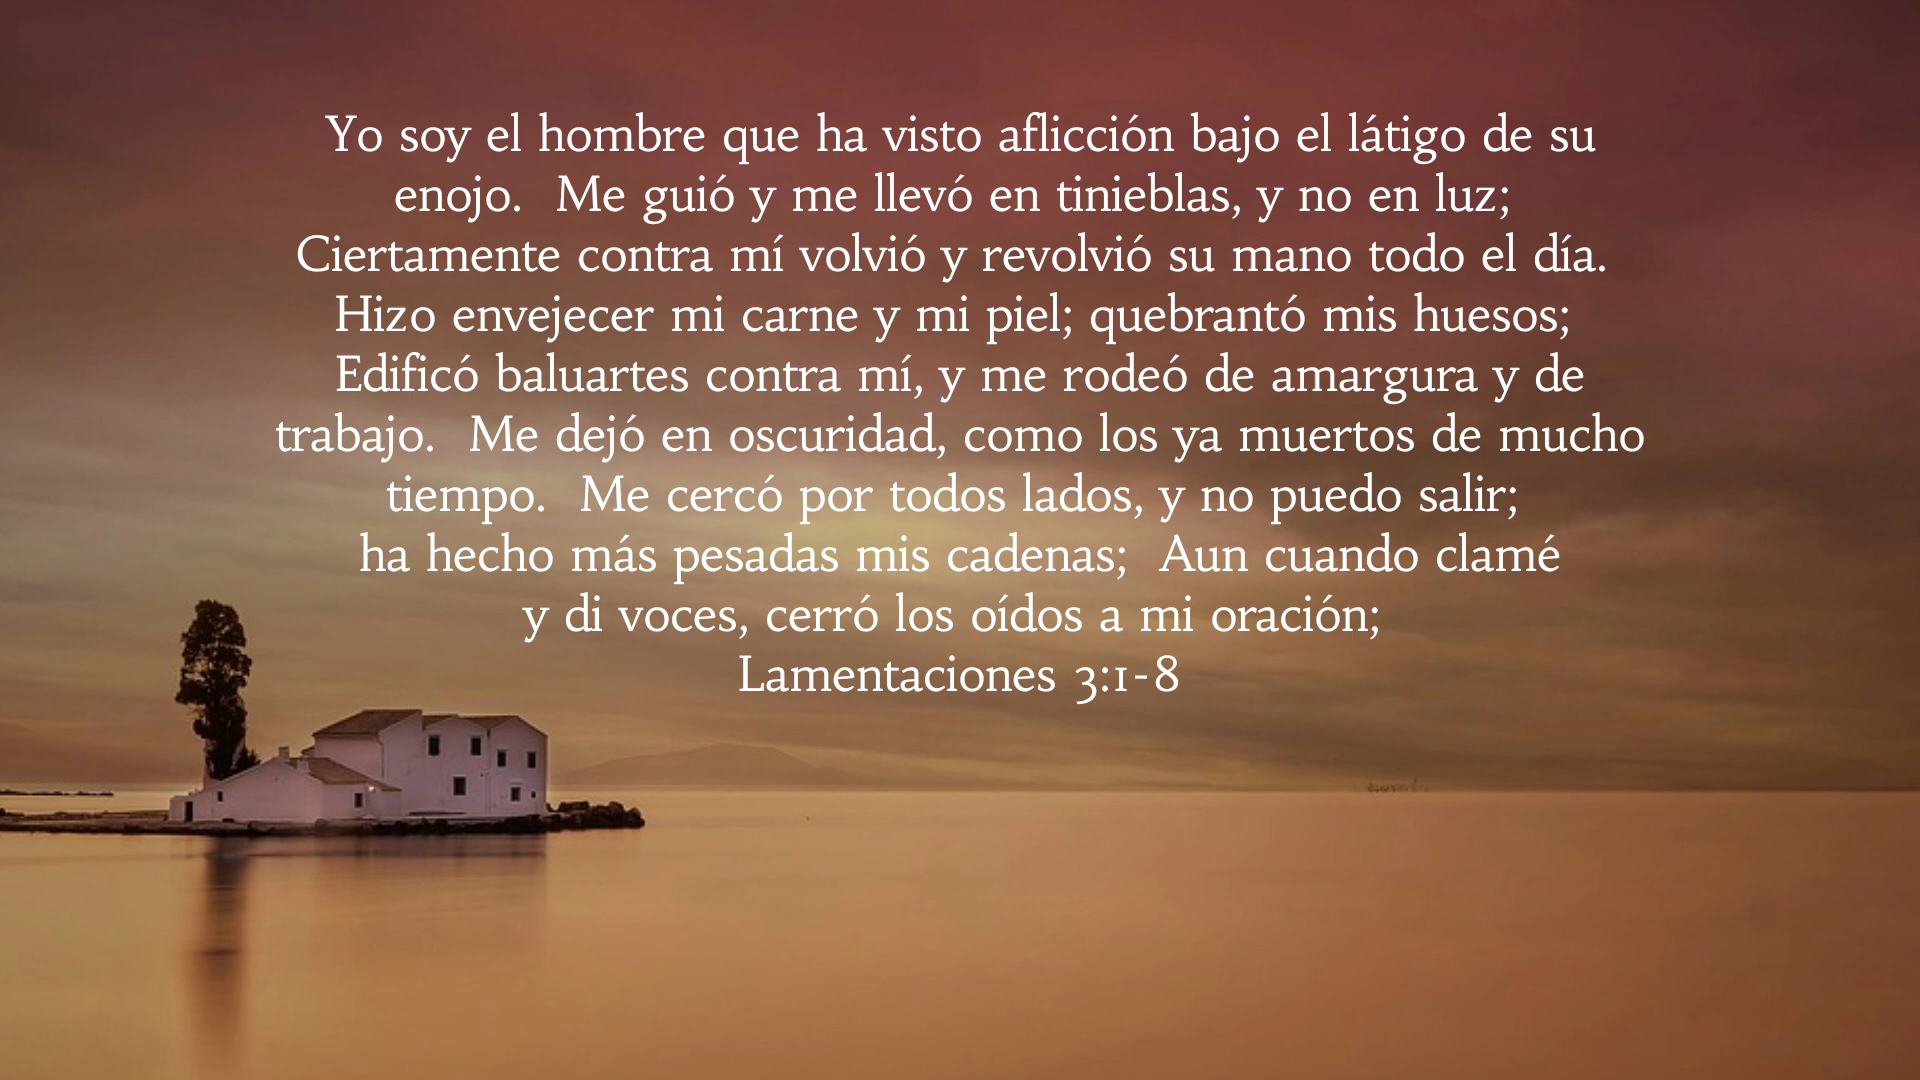 Yo soy el hombre que ha visto aflicción bajo el látigo de su
enojo.  Me guió y me llevó en tinieblas, y no en luz;
Ciertamente contra mí volvió y revolvió su mano todo el día.
Hizo envejecer mi carne y mi piel; quebrantó mis huesos;
Edificó baluartes contra mí, y me rodeó de amargura y de
trabajo.  Me dejó en oscuridad, como los ya muertos de mucho
tiempo.  Me cercó por todos lados, y no puedo salir;
ha hecho más pesadas mis cadenas;  Aun cuando clamé
y di voces, cerró los oídos a mi oración;
Lamentaciones 3:1-8